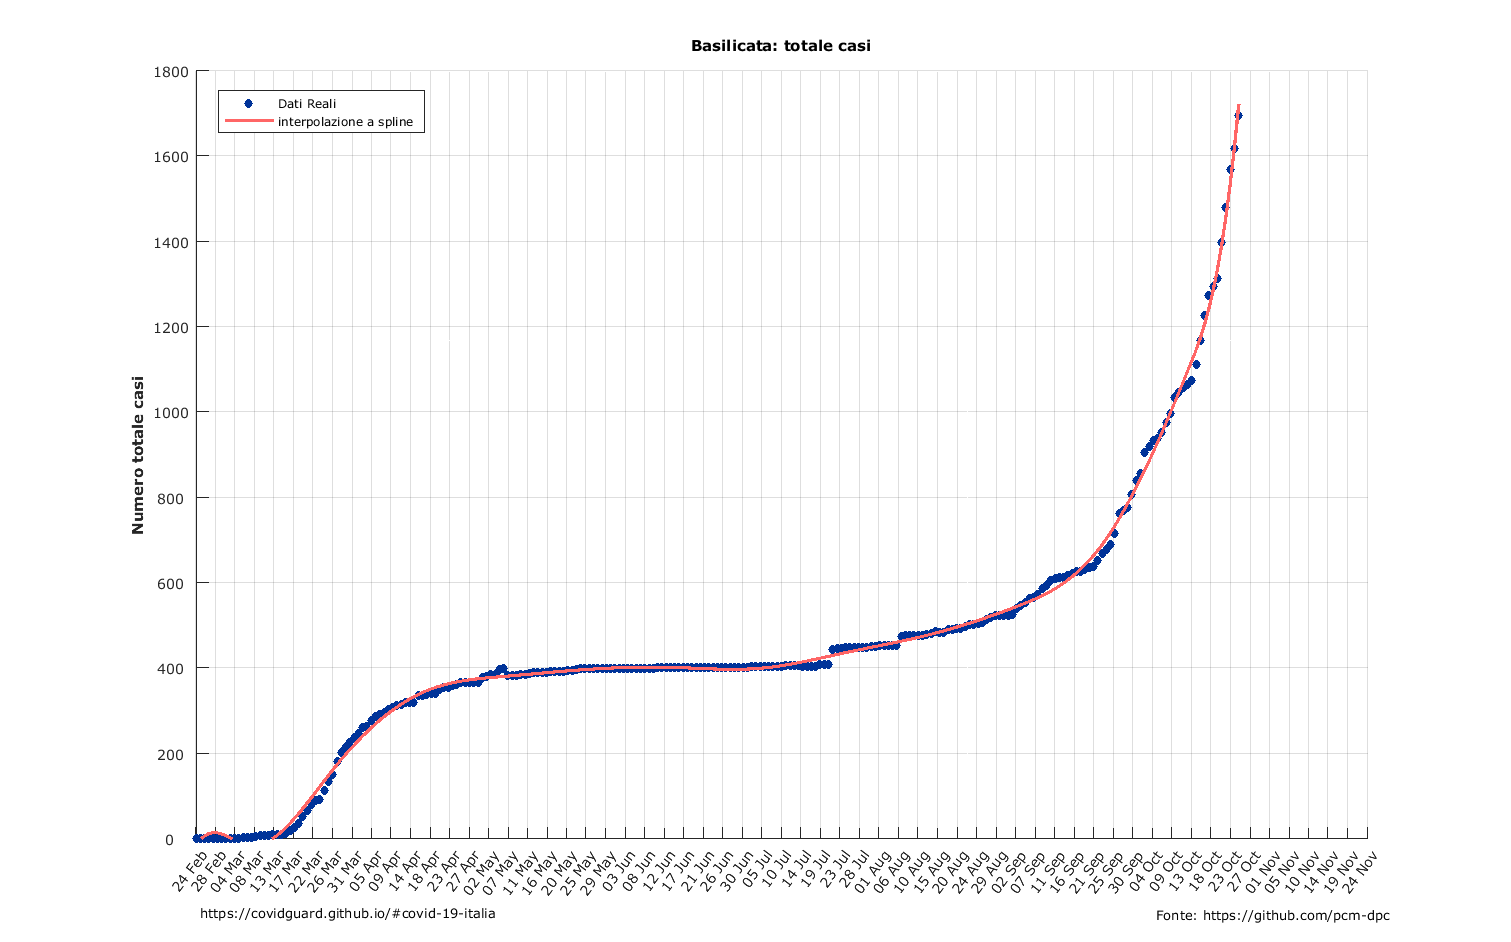 Basilicata: totale casi
1800
1600
1400
1200
1000
800
600
400
200
0
Numero totale casi
Dati Reali
interpolazione a spline
24 Feb
28 Feb
04 Mar
08 Mar
13 Mar
17 Mar
22 Mar
26 Mar
31 Mar
05 Apr
09 Apr
14 Apr
18 Apr
23 Apr
27 Apr
02 May
07 May
11 May
16 May
20 May
25 May
29 May
03 Jun
08 Jun
12 Jun
17 Jun
21 Jun
26 Jun
30 Jun
05 Jul
10 Jul
14 Jul
19 Jul
23 Jul
28 Jul
01 Aug
06 Aug
10 Aug
15 Aug
20 Aug
24 Aug
29 Aug
02 Sep
07 Sep
11 Sep
16 Sep
21 Sep
25 Sep
30 Sep
04 Oct
09 Oct
13 Oct
18 Oct
23 Oct
27 Oct
01 Nov
05 Nov
10 Nov
14 Nov
19 Nov
24 Nov
https://covidguard.github.io/#covid-19-italia
Fonte: https://github.com/pcm-dpc